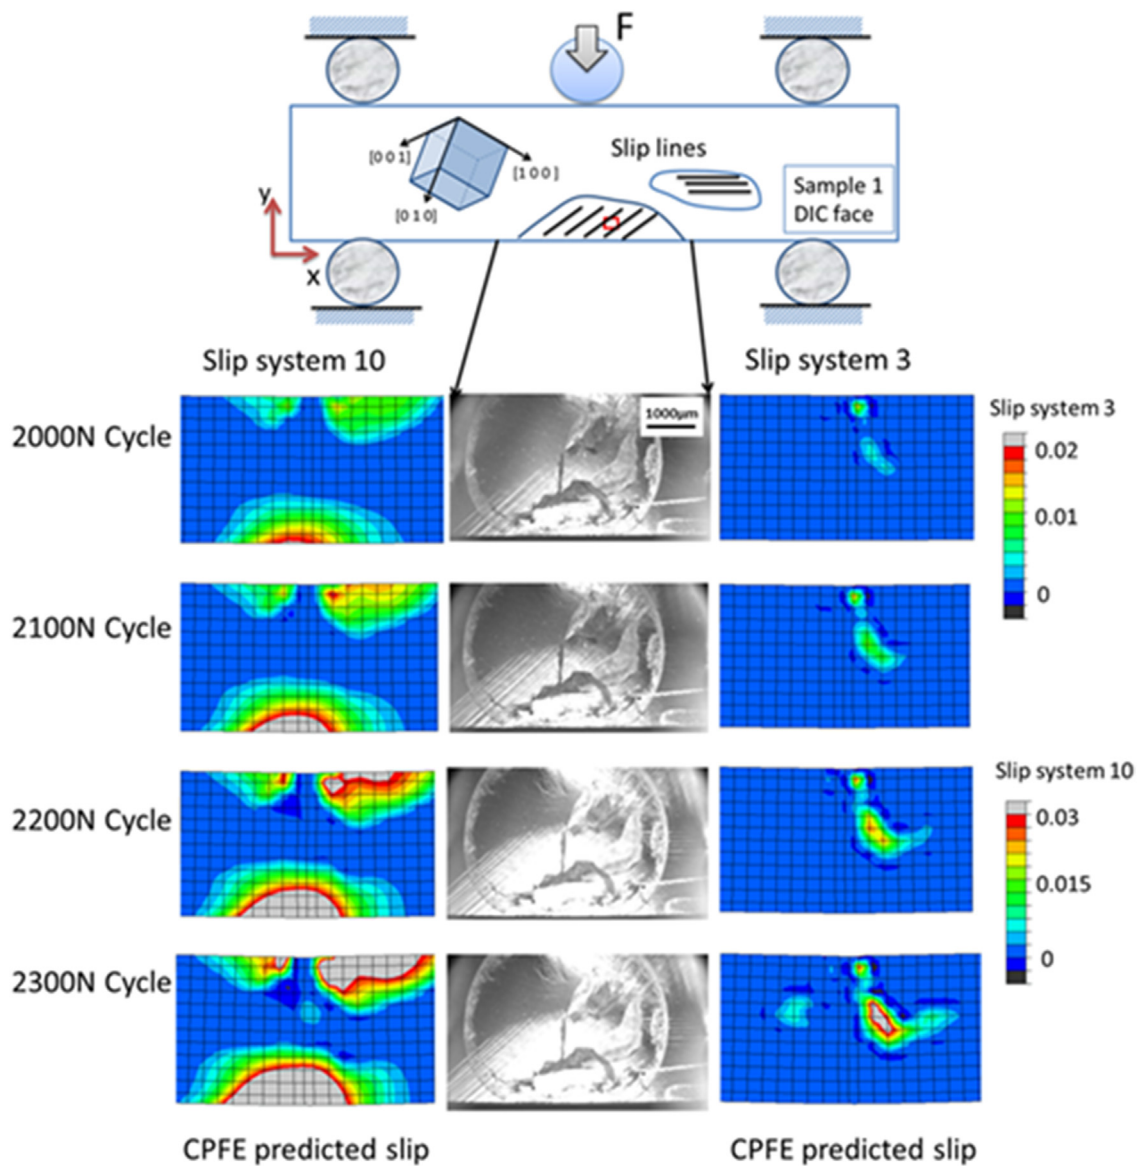 F
[0 0 1]
[1 0 0]
[0 1 0]
Slip lines
Sample 1
DIC face
y
x
Slip system 10
Slip system 3
2000N Cycle
1000µm
Slip system 3
0.02
0.01
0
2100N Cycle
2200N Cycle
Slip system 10
0.03
0.015
0
2300N Cycle
CPFE predicted slip
CPFE predicted slip